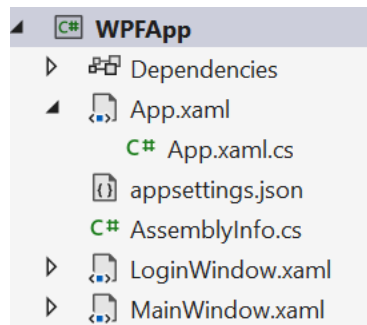 C# WPFApp
Dependencies
App.xaml
C# App.xaml.cs
appsettings.json
C# AssemblyInfo.cs
LoginWindow.xaml
MainWindow.xaml